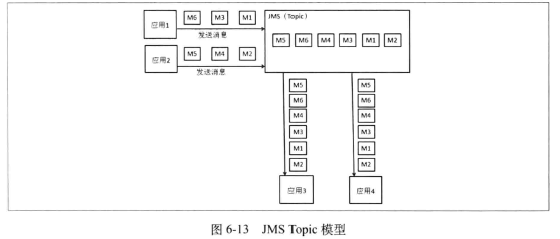 应用1 M6 M3 M1
发送消息
应用2 M5 M4 M2
发送消息
JMS（Topic）
M5 M6 M4 M3 M1 M2
M5 M5
M6 M6
M4 M4
M3 M3
M1 M1
M2 M2
应用3 应用4
图 6-13 JMS Topic 模型